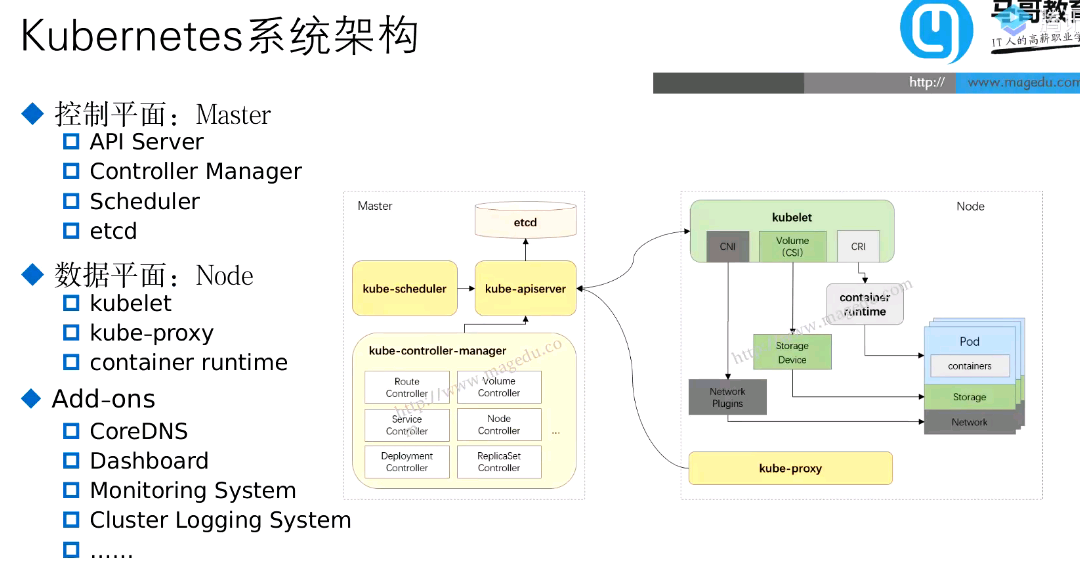 Kubernetes系统架构
马哥教育
IT人的高薪职业学
http://
www.magedu.com
控制平面：Master
API Server
Controller Manager
Scheduler
etcd
数据平面：Node
kubelet
kube-proxy
container runtime
Add-ons
CoreDNS
Dashboard
Monitoring System
Cluster Logging System
……
Master
etcd
kube-scheduler
kube-apiserver
kube-controller-manager
Route
Controller
Volume
Controller
Service
Controller
Node
Controller
...
Deployment
Controller
ReplicaSet
Controller
http://www.magedu.co
Node
kubelet
CNI
Volume
(CSI)
CRI
container
runtime
http://www.magedu.com
Storage
Device
Network
Plugins
Pod
containers
Storage
Network
kube-proxy